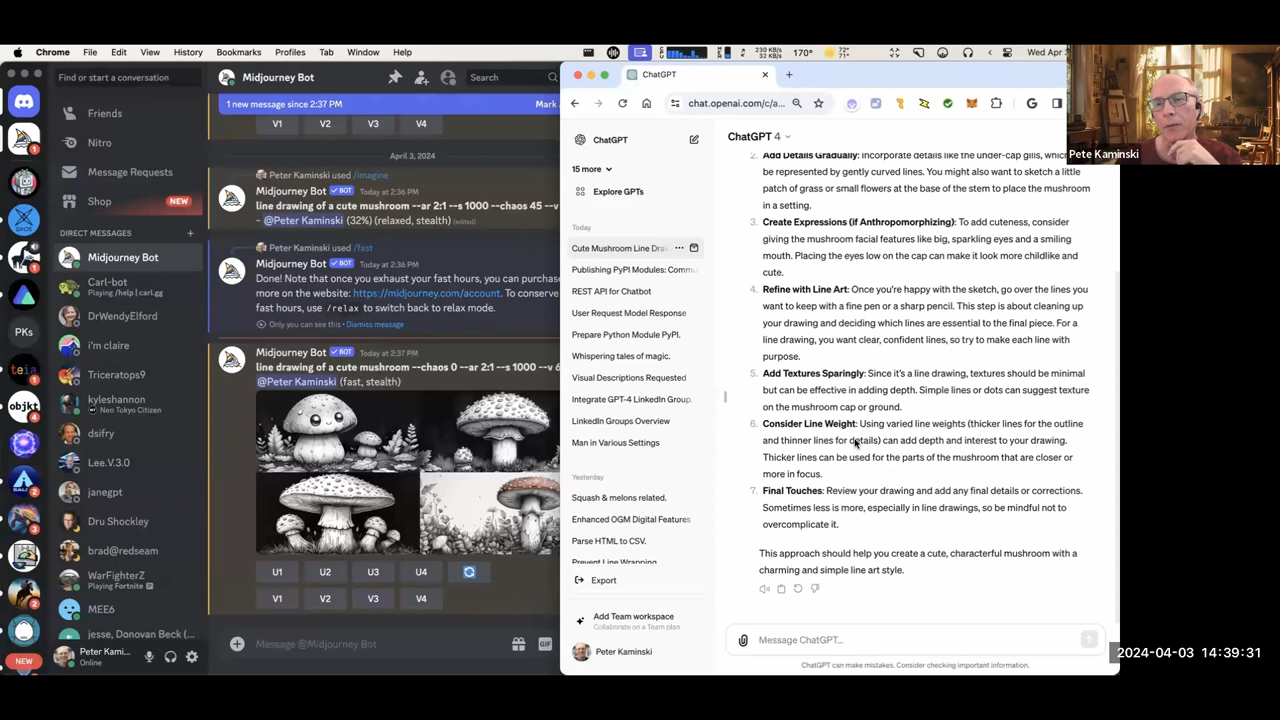 Chrome File Edit View History Bookmarks Profiles Tab Window Help
230 KB/s
32 KB/s
170°
72°
71°
Wed Apr 3
Find or start a conversation
Friends
Nitro
Message Requests
Shop
NEW
DIRECT MESSAGES
Midjourney Bot
Carl-bot
Playing /help | carl.gg
DrWendyElford
i'm claire
Triceratops9
kyleshannon
Neo Tokyo Citizen
dsify
Lee.V.3.0
janegpt
Dru Shockley
brad@redseam
WarFighterZ
Playing Fortnite
MEE6
jesse, Donovan Beck (...
Peter Kami...
Online
PKs
teia
objkt
SALI
NEW
Midjourney Bot
Search
1 new message since 2:37 PM
Mark
V1 V2 V3 V4
April 3, 2024
Peter Kaminski used /imagine
Midjourney Bot BOT Today at 2:36 PM
line drawing of a cute mushroom --ar 2:1 --s 1000 --chaos 45 --v
- @Peter Kaminski (32%) (relaxed, stealth) (edited)
Peter Kaminski used /fast
Midjourney Bot BOT Today at 2:36 PM
Done! Note that once you exhaust your fast hours, you can purchase
more on the website: https://midjourney.com/account. To conserve
fast hours, use /relax to switch back to relax mode.
Only you can see this • Dismiss message
Midjourney Bot BOT Today at 2:37 PM
line drawing of a cute mushroom --chaos 0 --ar 2:1 --s 1000 --v 6
@Peter Kaminski (fast, stealth)
U1 U2 U3 U4
V1 V2 V3 V4
Message @Midjourney Bot
GIF
ChatGPT
chat.openai.com/c/a...
ChatGPT
15 more
Explore GPTs
Today
Cute Mushroom Line Dra
Publishing PyPI Modules: Commu
REST API for Chatbot
User Request Model Response
Prepare Python Module PyPI.
Whispering tales of magic.
Visual Descriptions Requested
Integrate GPT-4 LinkedIn Group.
LinkedIn Groups Overview
Man in Various Settings
Yesterday
Squash & melons related.
Enhanced OGM Digital Features
Parse HTML to CSV.
Prevent Line Wrapping
Export
Add Team workspace
Collaborate on a Team plan
Peter Kaminski
ChatGPT 4
2. Add Details Gradually: Incorporate details like the under-cap gills, which
be represented by gently curved lines. You might also want to sketch a little
patch of grass or small flowers at the base of the stem to place the mushroom
in a setting.
3. Create Expressions (if Anthropomorphizing): To add cuteness, consider
giving the mushroom facial features like big, sparkling eyes and a smiling
mouth. Placing the eyes low on the cap can make it look more childlike and
cute.
4. Refine with Line Art: Once you're happy with the sketch, go over the lines you
want to keep with a fine pen or a sharp pencil. This step is about cleaning up
your drawing and deciding which lines are essential to the final piece. For a
line drawing, you want clear, confident lines, so try to make each line with
purpose.
5. Add Textures Sparingly: Since it's a line drawing, textures should be minimal
but can be effective in adding depth. Simple lines or dots can suggest texture
on the mushroom cap or ground.
6. Consider Line Weight: Using varied line weights (thicker lines for the outline
and thinner lines for details) can add depth and interest to your drawing.
Thicker lines can be used for the parts of the mushroom that are closer or
more in focus.
7. Final Touches: Review your drawing and add any final details or corrections.
Sometimes less is more, especially in line drawings, so be mindful not to
overcomplicate it.
This approach should help you create a cute, characterful mushroom with a
charming and simple line art style.
Message ChatGPT...
ChatGPT can make mistakes. Consider checking important information.
Pete Kaminski
2024-04-03 14:39:31